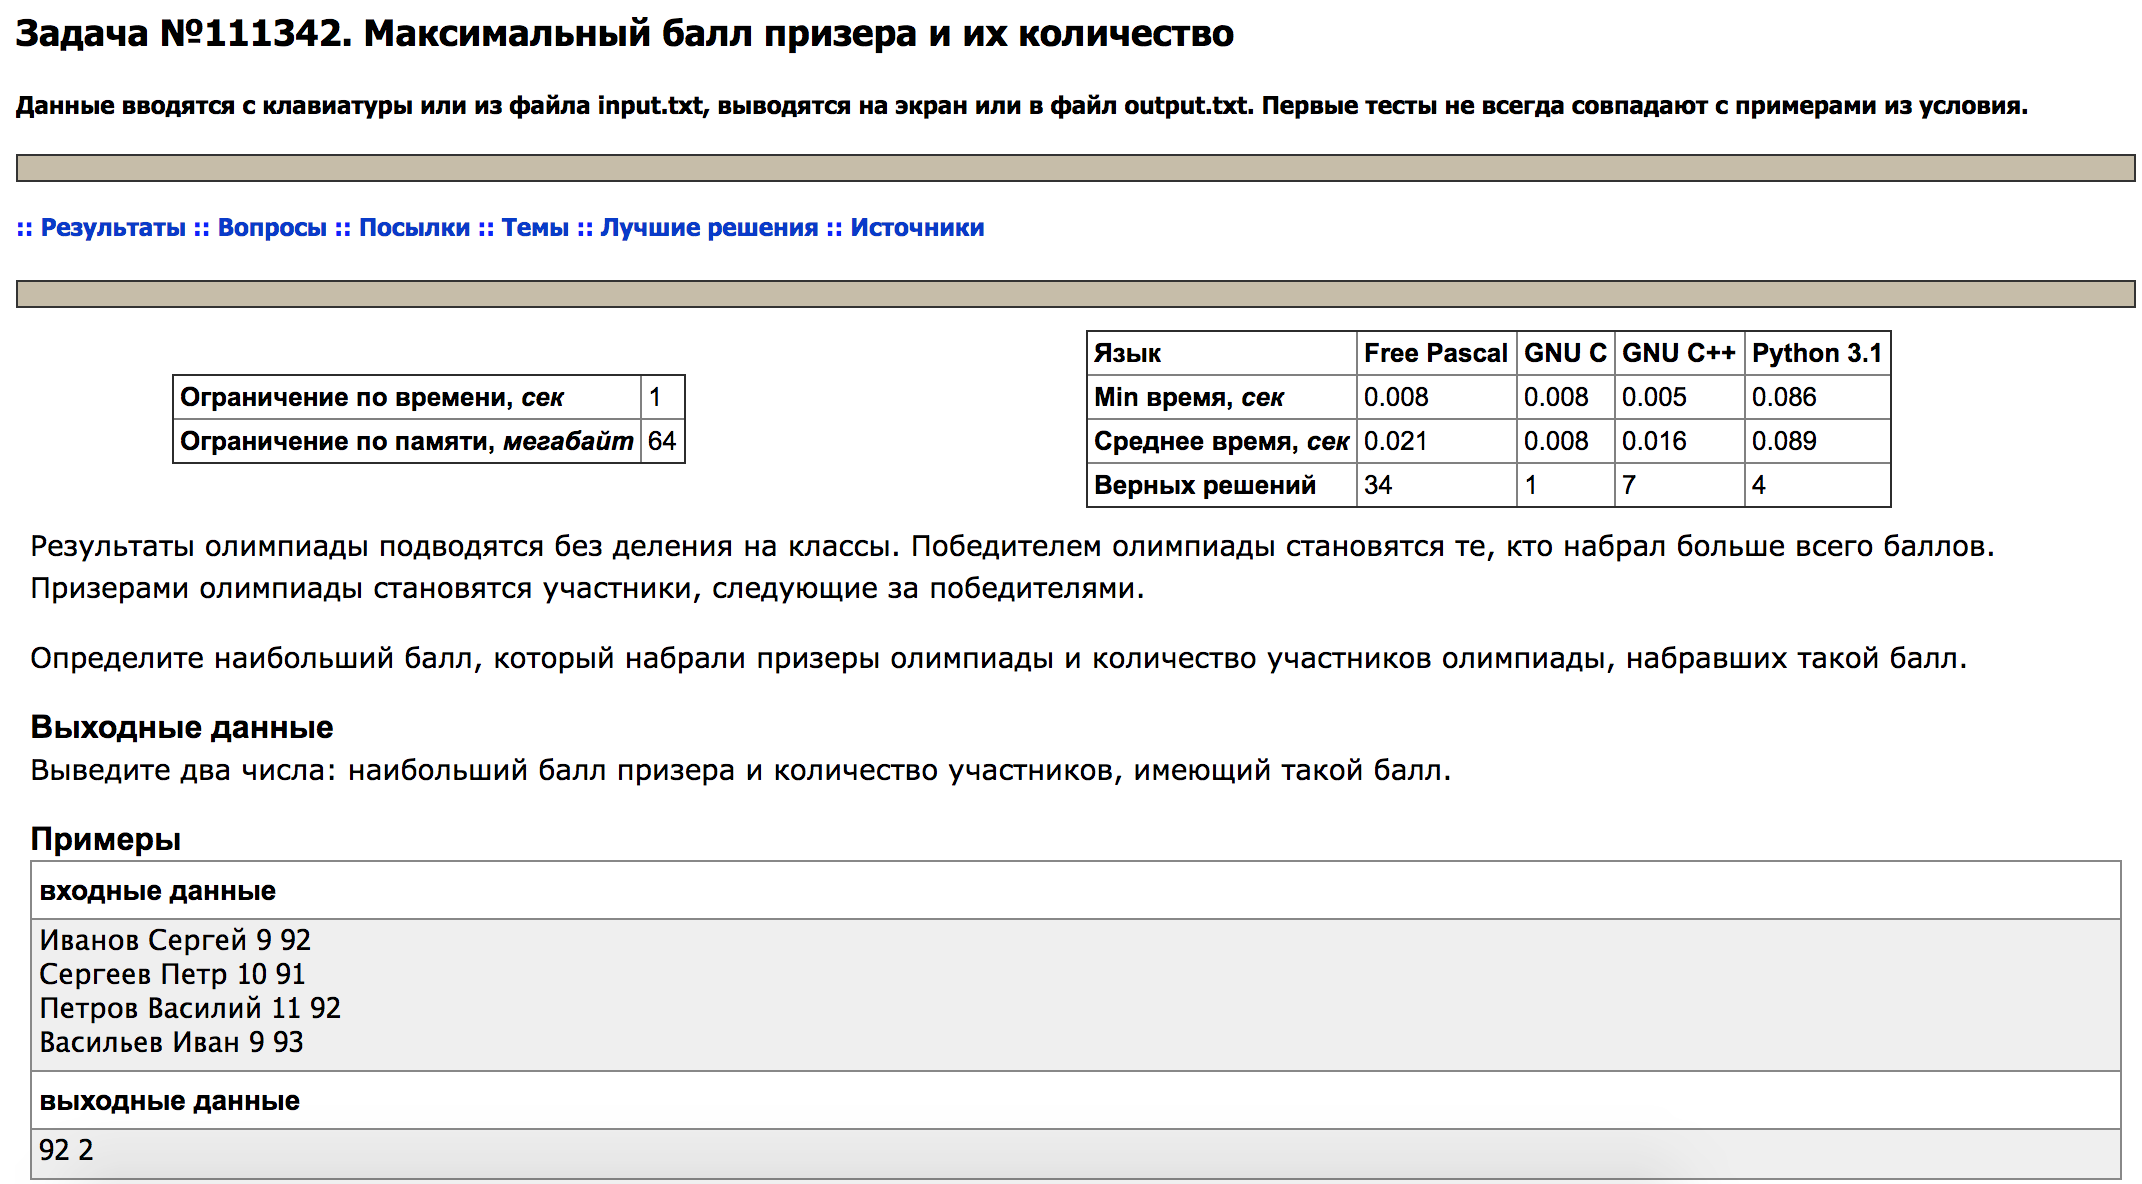 Задача №111342. Максимальный балл призера и их количество
Данные вводятся с клавиатуры или из файла input.txt, выводятся на экран или в файл output.txt. Первые тесты не всегда совпадают с примерами из условия.
:: Результаты :: Вопросы :: Посылки :: Темы :: Лучшие решения :: Источники
Ограничение по времени, сек 1
Ограничение по памяти, мегабайт 64
Язык Free Pascal GNU C GNU C++ Python 3.1
Min время, сек 0.008 0.008 0.005 0.086
Среднее время, сек 0.021 0.008 0.016 0.089
Верных решений 34 1 7 4
Результаты олимпиады подводятся без деления на классы. Победителем олимпиады становятся те, кто набрал больше всего баллов.
Призерами олимпиады становятся участники, следующие за победителями.
Определите наибольший балл, который набрали призеры олимпиады и количество участников олимпиады, набравших такой балл.
Выходные данные
Выведите два числа: наибольший балл призера и количество участников, имеющий такой балл.
Примеры
входные данные
Иванов Сергей 9 92
Сергеев Петр 10 91
Петров Василий 11 92
Васильев Иван 9 93
выходные данные
92 2